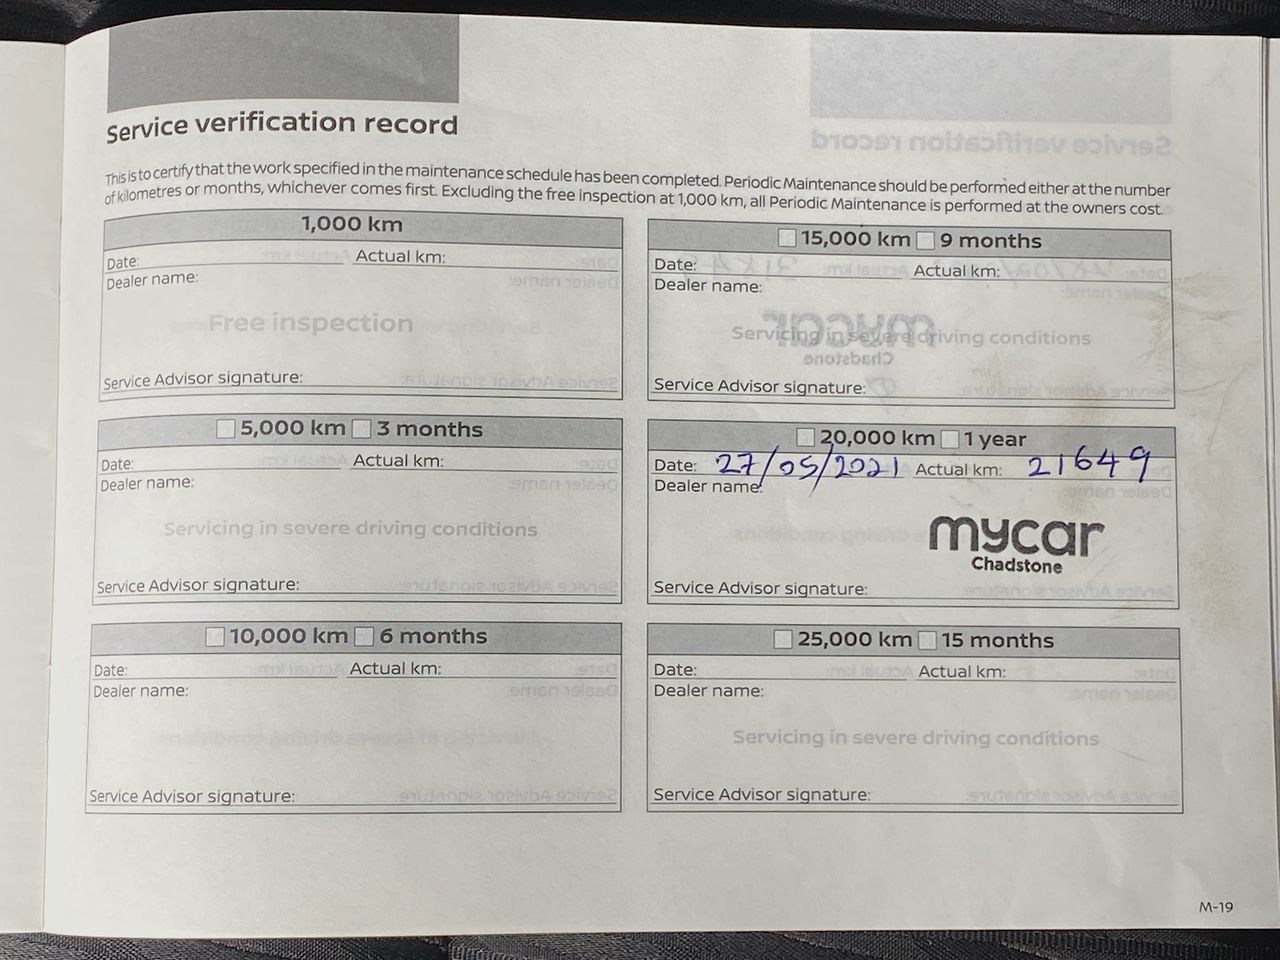 Service verification record
This is to certify that the work specified in the maintenance schedule has been completed. Periodic Maintenance should be performed either at the number
of kilometres or months, whichever comes first. Excluding the free inspection at 1,000 km, all Periodic Maintenance is performed at the owners cost.
1,000 km
Date: Actual km:
Dealer name:
Free inspection
Service Advisor signature:
5,000 km 3 months
Date: Actual km:
Dealer name:
Servicing in severe driving conditions
Service Advisor signature:
10,000 km 6 months
Date: Actual km:
Dealer name:
Service Advisor signature:
15,000 km 9 months
Date: Actual km:
Dealer name:
Servicing in severe driving conditions
Service Advisor signature:
20,000 km 1 year
Date: 27/05/2021 Actual km: 21649
Dealer name:
mycar
Chadstone
Service Advisor signature:
25,000 km 15 months
Date: Actual km:
Dealer name:
Servicing in severe driving conditions
Service Advisor signature:
M-19